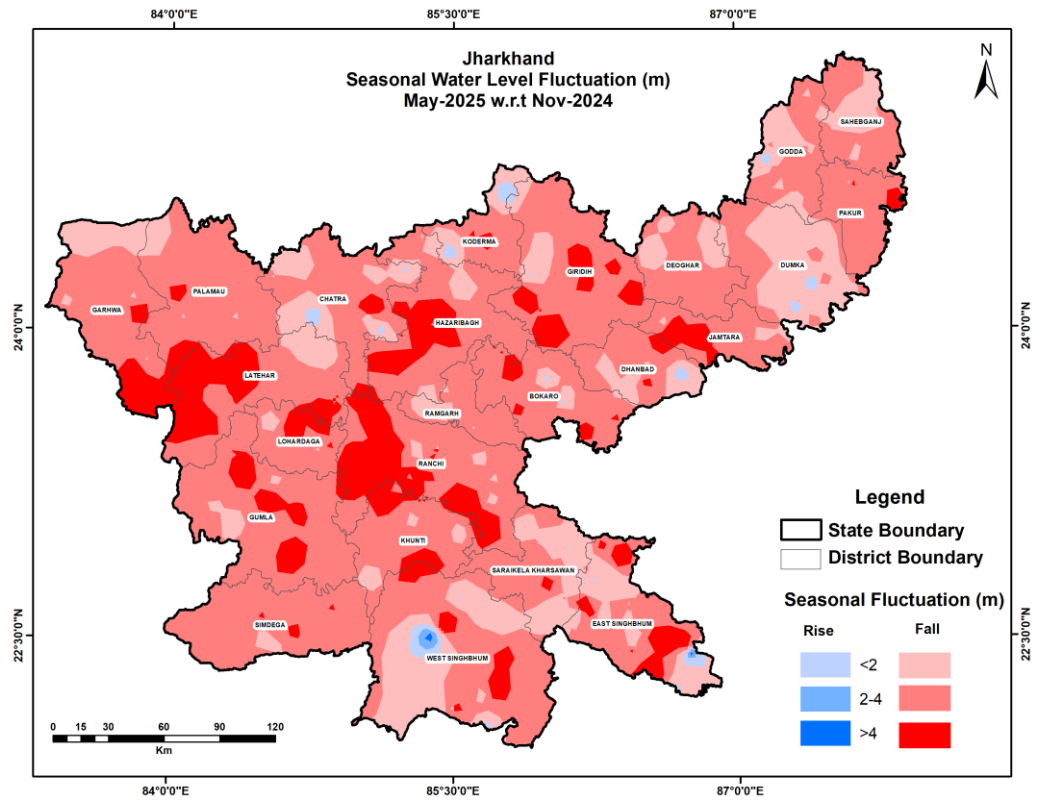 84°0'0"E 85°30'0"E 87°0'0"E
Jharkhand
Seasonal Water Level Fluctuation (m)
May-2025 w.r.t Nov-2024
N
SAHEBGANJ
GODDA
PAKUR
KODERMA
DEOGHAR
DUMKA
GIRIDIH
PALAMAU
CHATRA
GARHWA
HAZARIBAGH
24°0'0"N
24°0'0"N
JAMTARA
LATEHAR
DHANBAD
BOKARO
RAMGARH
LOHARDAGA
RANCHI
GUMLA
KHUNTI
SARAIKELA KHARSAWAN
SIMDEGA
EAST SINGHBHUM
WEST SINGHBHUM
22°30'0"N
22°30'0"N
Legend
State Boundary
District Boundary
Seasonal Fluctuation (m)
Rise Fall
<2
2-4
>4
0 15 30 60 90 120
Km
84°0'0"E 85°30'0"E 87°0'0"E